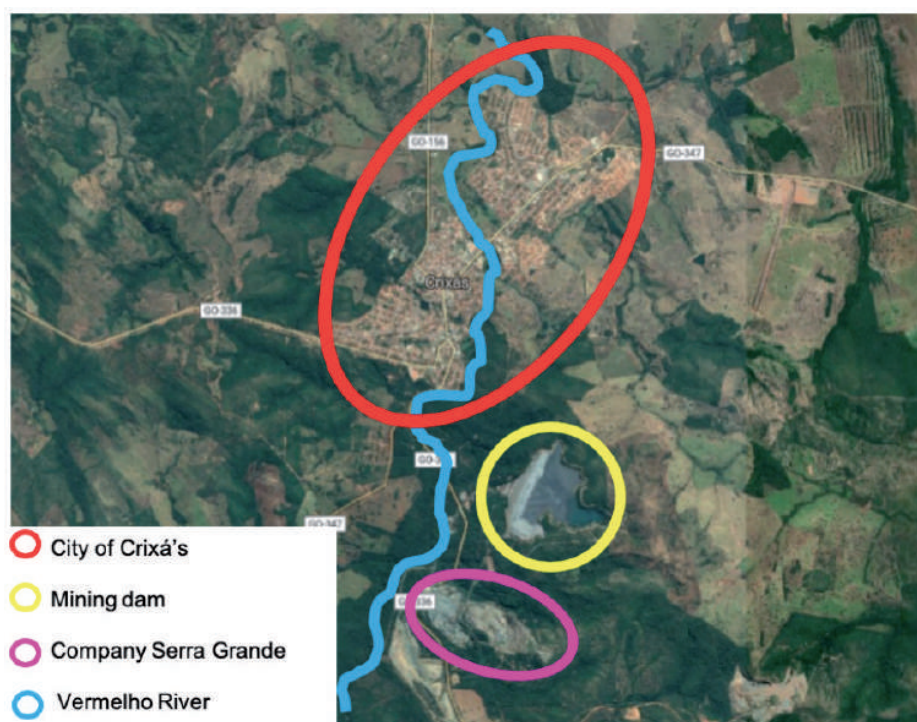 GO-156
GO-347
Crixás
GO-336
GO-347
City of Crixá's
Mining dam
Company Serra Grande
Vermelho River